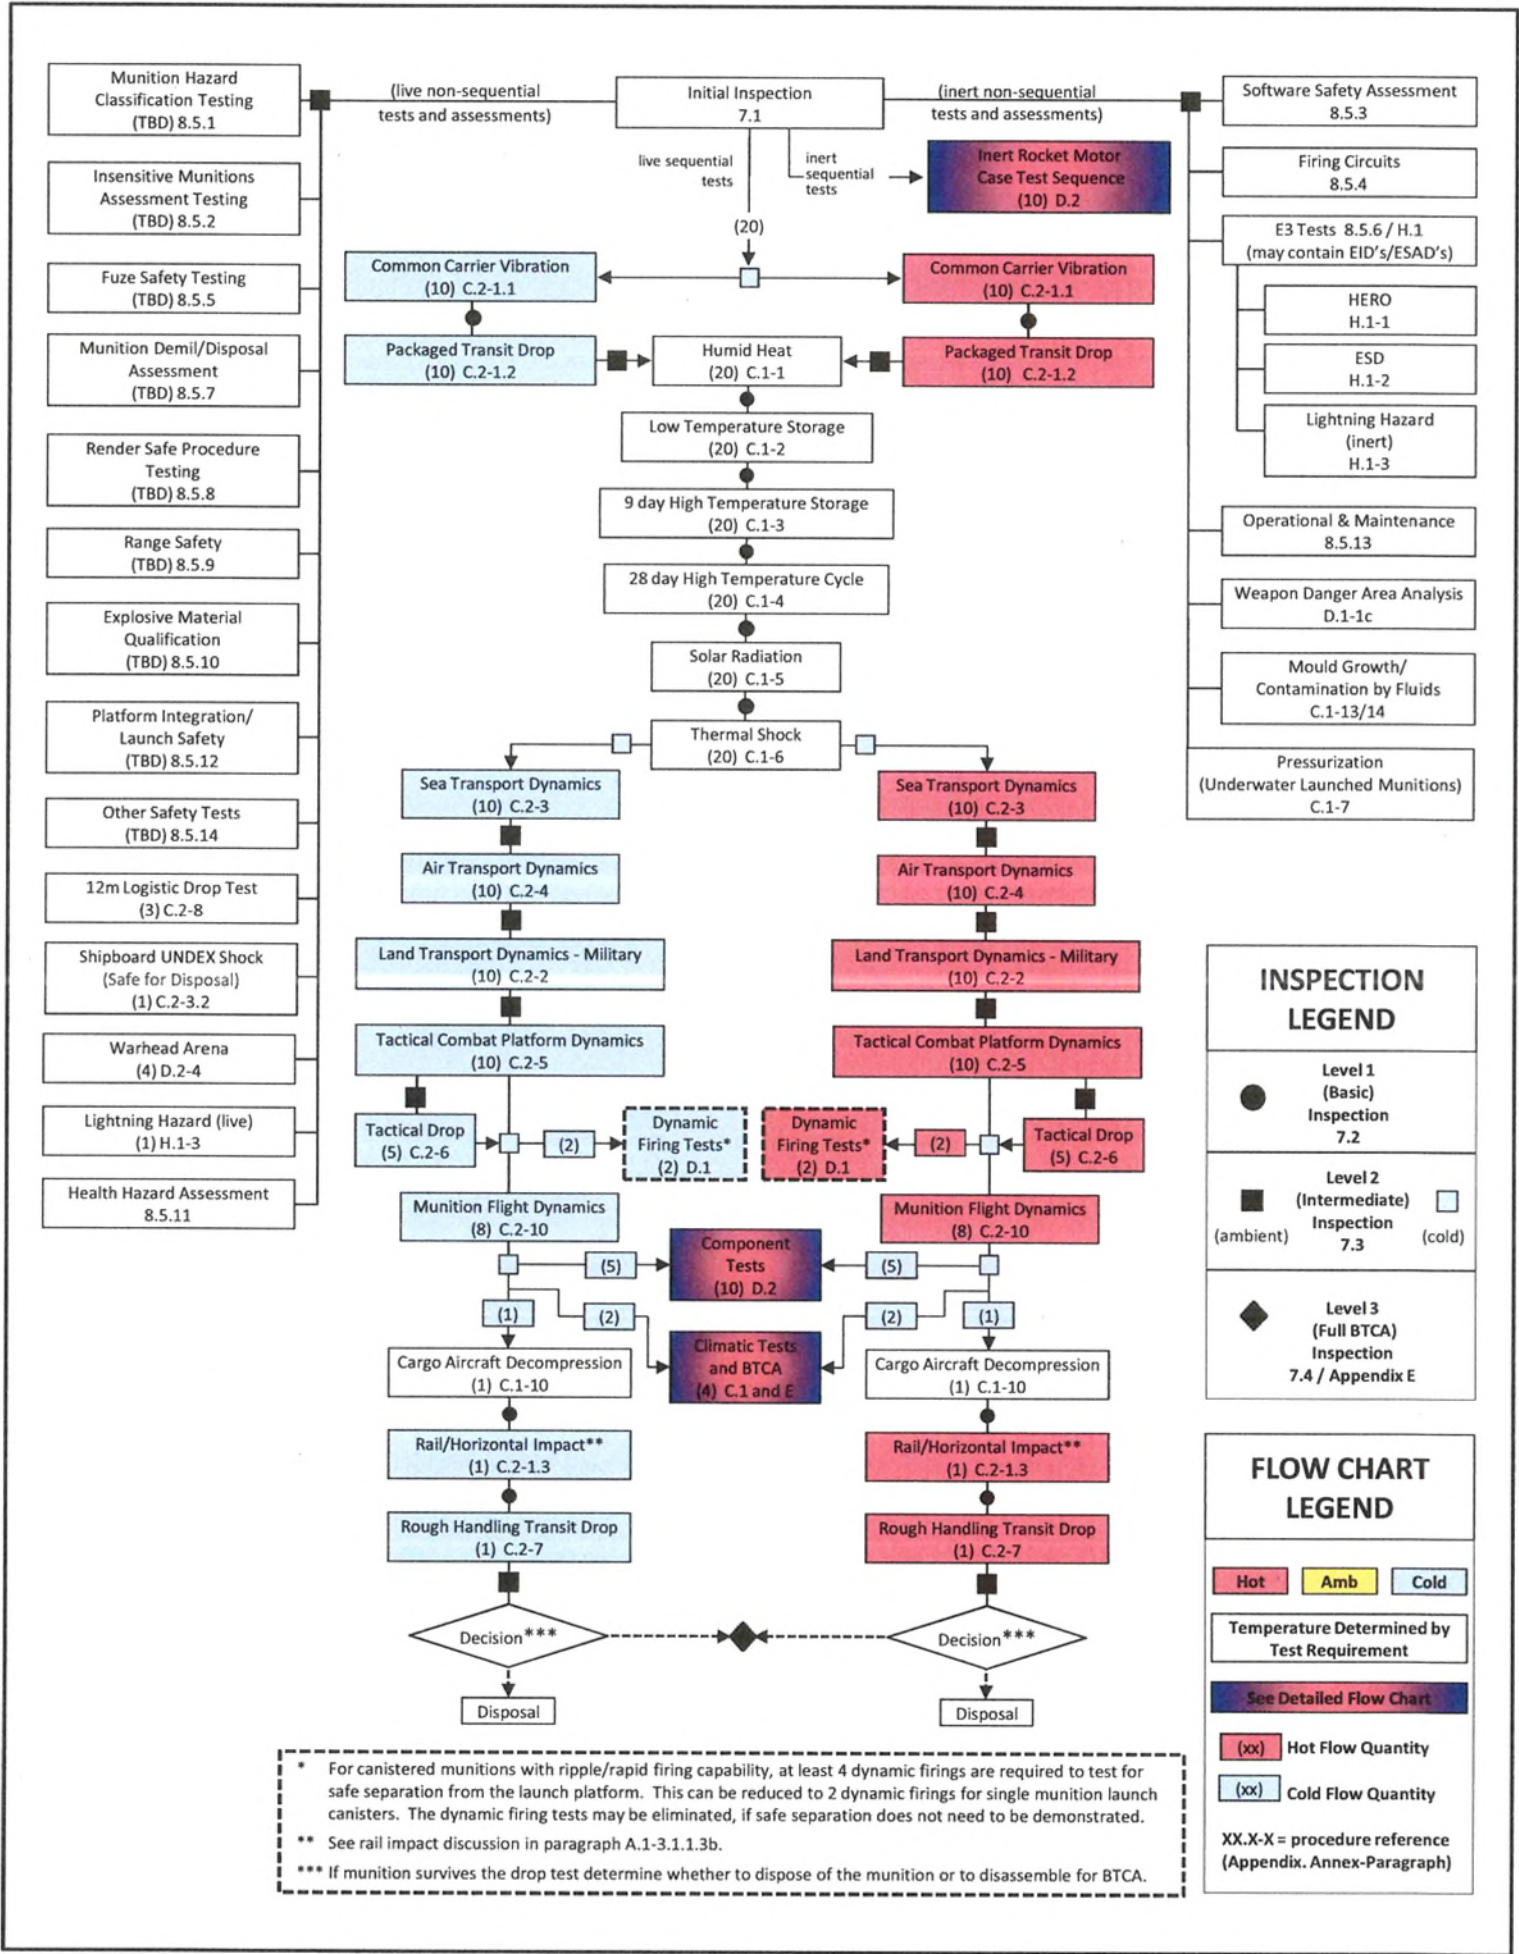 Munition Hazard
Classification Testing
(TBD) 8.5.1
Insensitive Munitions
Assessment Testing
(TBD) 8.5.2
Fuze Safety Testing
(TBD) 8.5.5
Munition Demil/Disposal
Assessment
(TBD) 8.5.7
Render Safe Procedure
Testing
(TBD) 8.5.8
Range Safety
(TBD) 8.5.9
Explosive Material
Qualification
(TBD) 8.5.10
Platform Integration/
Launch Safety
(TBD) 8.5.12
Other Safety Tests
(TBD) 8.5.14
12m Logistic Drop Test
(3) C.2-8
Shipboard UNDEX Shock
(Safe for Disposal)
(1) C.2-3.2
Warhead Arena
(4) D.2-4
Lightning Hazard (live)
(1) H.1-3
Health Hazard Assessment
8.5.11
(live non-sequential
tests and assessments)
Initial Inspection
7.1
(inert non-sequential
tests and assessments)
live sequential
tests
inert
sequential
tests
Inert Rocket Motor
Case Test Sequence
(10) D.2
(20)
Common Carrier Vibration
(10) C.2-1.1
Common Carrier Vibration
(10) C.2-1.1
Packaged Transit Drop
(10) C.2-1.2
Humid Heat
(20) C.1-1
Packaged Transit Drop
(10) C.2-1.2
Low Temperature Storage
(20) C.1-2
9 day High Temperature Storage
(20) C.1-3
28 day High Temperature Cycle
(20) C.1-4
Solar Radiation
(20) C.1-5
Thermal Shock
(20) C.1-6
Sea Transport Dynamics
(10) C.2-3
Sea Transport Dynamics
(10) C.2-3
Air Transport Dynamics
(10) C.2-4
Air Transport Dynamics
(10) C.2-4
Land Transport Dynamics - Military
(10) C.2-2
Land Transport Dynamics - Military
(10) C.2-2
Tactical Combat Platform Dynamics
(10) C.2-5
Tactical Combat Platform Dynamics
(10) C.2-5
Tactical Drop
(5) C.2-6
(2)
Dynamic
Firing Tests*
(2) D.1
Dynamic
Firing Tests*
(2) D.1
(2)
Tactical Drop
(5) C.2-6
Munition Flight Dynamics
(8) C.2-10
Munition Flight Dynamics
(8) C.2-10
(5)
Component
Tests
(10) D.2
(5)
(1)
(2)
Climatic Tests
and BTCA
(4) C.1 and E
(2)
(1)
Cargo Aircraft Decompression
(1) C.1-10
Cargo Aircraft Decompression
(1) C.1-10
Rail/Horizontal Impact**
(1) C.2-1.3
Rail/Horizontal Impact**
(1) C.2-1.3
Rough Handling Transit Drop
(1) C.2-7
Rough Handling Transit Drop
(1) C.2-7
Decision***
Decision***
Disposal
Disposal
Software Safety Assessment
8.5.3
Firing Circuits
8.5.4
E3 Tests 8.5.6 / H.1
(may contain EID's/ESAD's)
HERO
H.1-1
ESD
H.1-2
Lightning Hazard
(inert)
H.1-3
Operational & Maintenance
8.5.13
Weapon Danger Area Analysis
D.1-1c
Mould Growth/
Contamination by Fluids
C.1-13/14
Pressurization
(Underwater Launched Munitions)
C.1-7
INSPECTION
LEGEND
Level 1
(Basic)
Inspection
7.2
Level 2
(Intermediate)
Inspection
7.3
(ambient)
(cold)
Level 3
(Full BTCA)
Inspection
7.4 / Appendix E
FLOW CHART
LEGEND
Hot
Amb
Cold
Temperature Determined by
Test Requirement
See Detailed Flow Chart
(xx) Hot Flow Quantity
(xx) Cold Flow Quantity
XX.X-X = procedure reference
(Appendix. Annex-Paragraph)
* For canistered munitions with ripple/rapid firing capability, at least 4 dynamic firings are required to test for
safe separation from the launch platform. This can be reduced to 2 dynamic firings for single munition launch
canisters. The dynamic firing tests may be eliminated, if safe separation does not need to be demonstrated.
** See rail impact discussion in paragraph A.1-3.1.1.3b.
*** If munition survives the drop test determine whether to dispose of the munition or to disassemble for BTCA.